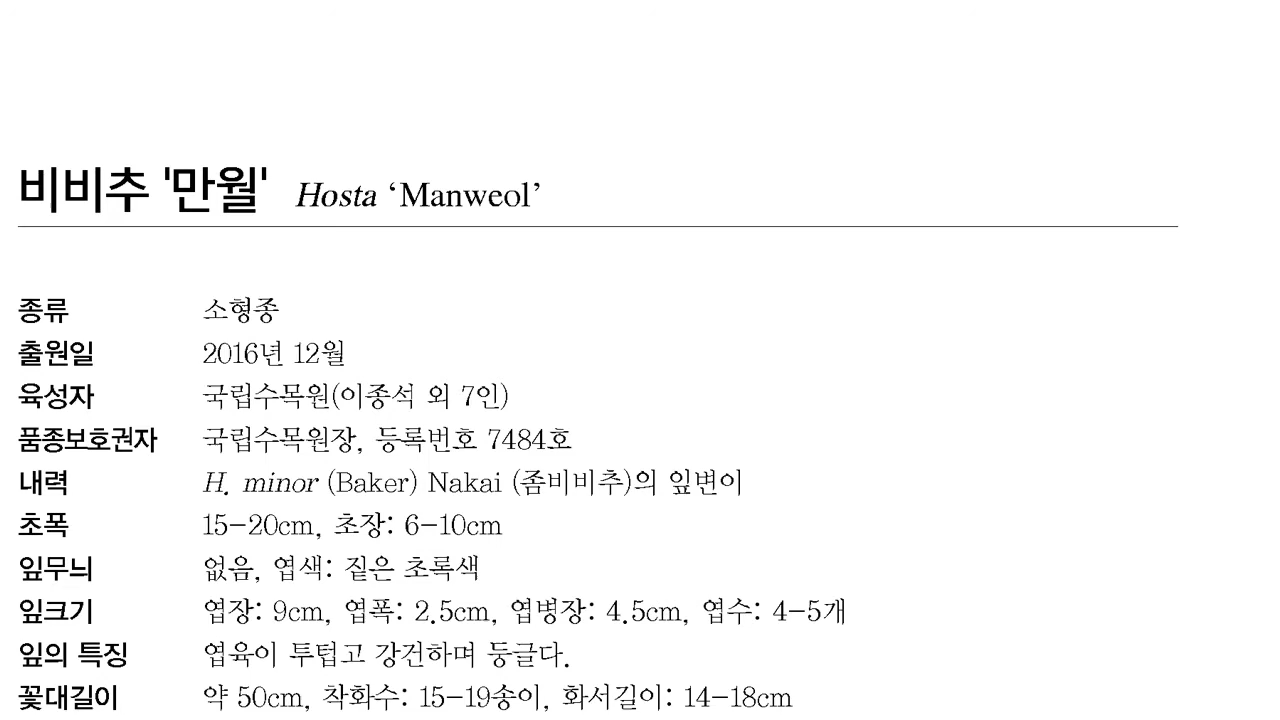 비비추 '만월' Hosta ‘Manweol’
종류 소형종
출원일 2016년 12월
육성자 국립수목원(이종석 외 7인)
품종보호권자 국립수목원장, 등록번호 7484호
내력 H. minor (Baker) Nakai (좀비비추)의 잎변이
초폭 15-20cm, 초장: 6-10cm
잎무늬 없음, 엽색: 짙은 초록색
잎크기 엽장: 9cm, 엽폭: 2.5cm, 엽병장: 4.5cm, 엽수: 4-5개
잎의 특징 엽육이 투텁고 강건하며 둥글다.
꽃대길이 약 50cm, 착화수: 15-19송이, 화서길이: 14-18cm